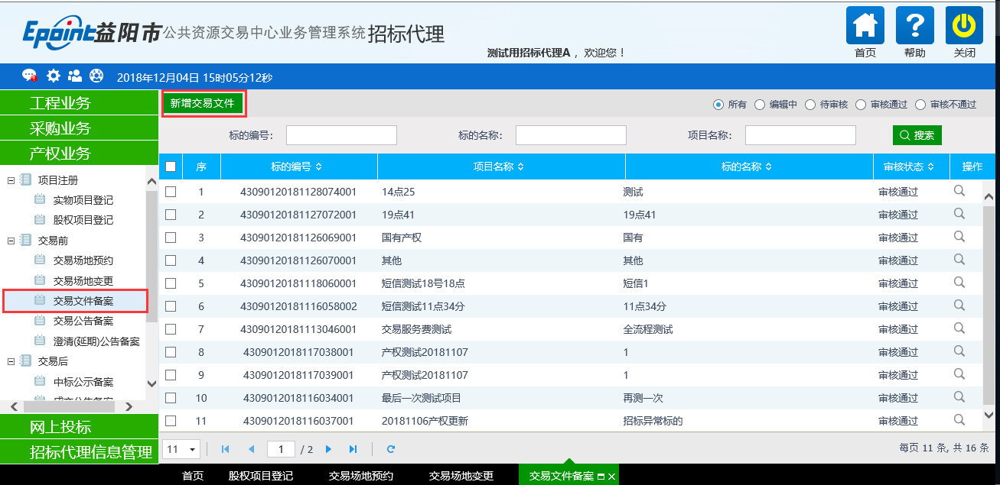 Epoint益阳市公共资源交易中心业务管理系统招标代理
测试用招标代理A ，欢迎您！
首页 帮助 关闭
2018年12月04日 15时05分12秒
工程业务
采购业务
产权业务
项目注册
实物项目登记
股权项目登记
交易前
交易场地预约
交易场地变更
交易文件备案
交易公告备案
澄清(延期)公告备案
交易后
中标公示备案
网上投标
招标代理信息管理
新增交易文件 所有 编辑中 待审核 审核通过 审核不通过
标的编号： 标的名称： 项目名称： 搜索
序 标的编号 项目名称 标的名称 审核状态 操作
1 43090120181128074001 14点25 测试 审核通过
2 43090120181127072001 19点41 19点41 审核通过
3 43090120181126069001 国有产权 国有 审核通过
4 43090120181126070001 其他 其他 审核通过
5 43090120181118060001 短信测试18号18点 短信1 审核通过
6 43090120181116058002 短信测试11点34分 11点34分 审核通过
7 43090120181113046001 交易服务费测试 全流程测试 审核通过
8 4309012018117038001 产权测试20181107 1 审核通过
9 4309012018117039001 产权测试20181107 1 审核通过
10 4309012018116034001 最后一次测试项目 再测一次 审核通过
11 4309012018116037001 20181106产权更新 招标异常标的 审核通过
11 1 / 2 每页 11 条, 共 16 条
首页 股权项目登记 交易场地预约 交易场地变更 交易文件备案